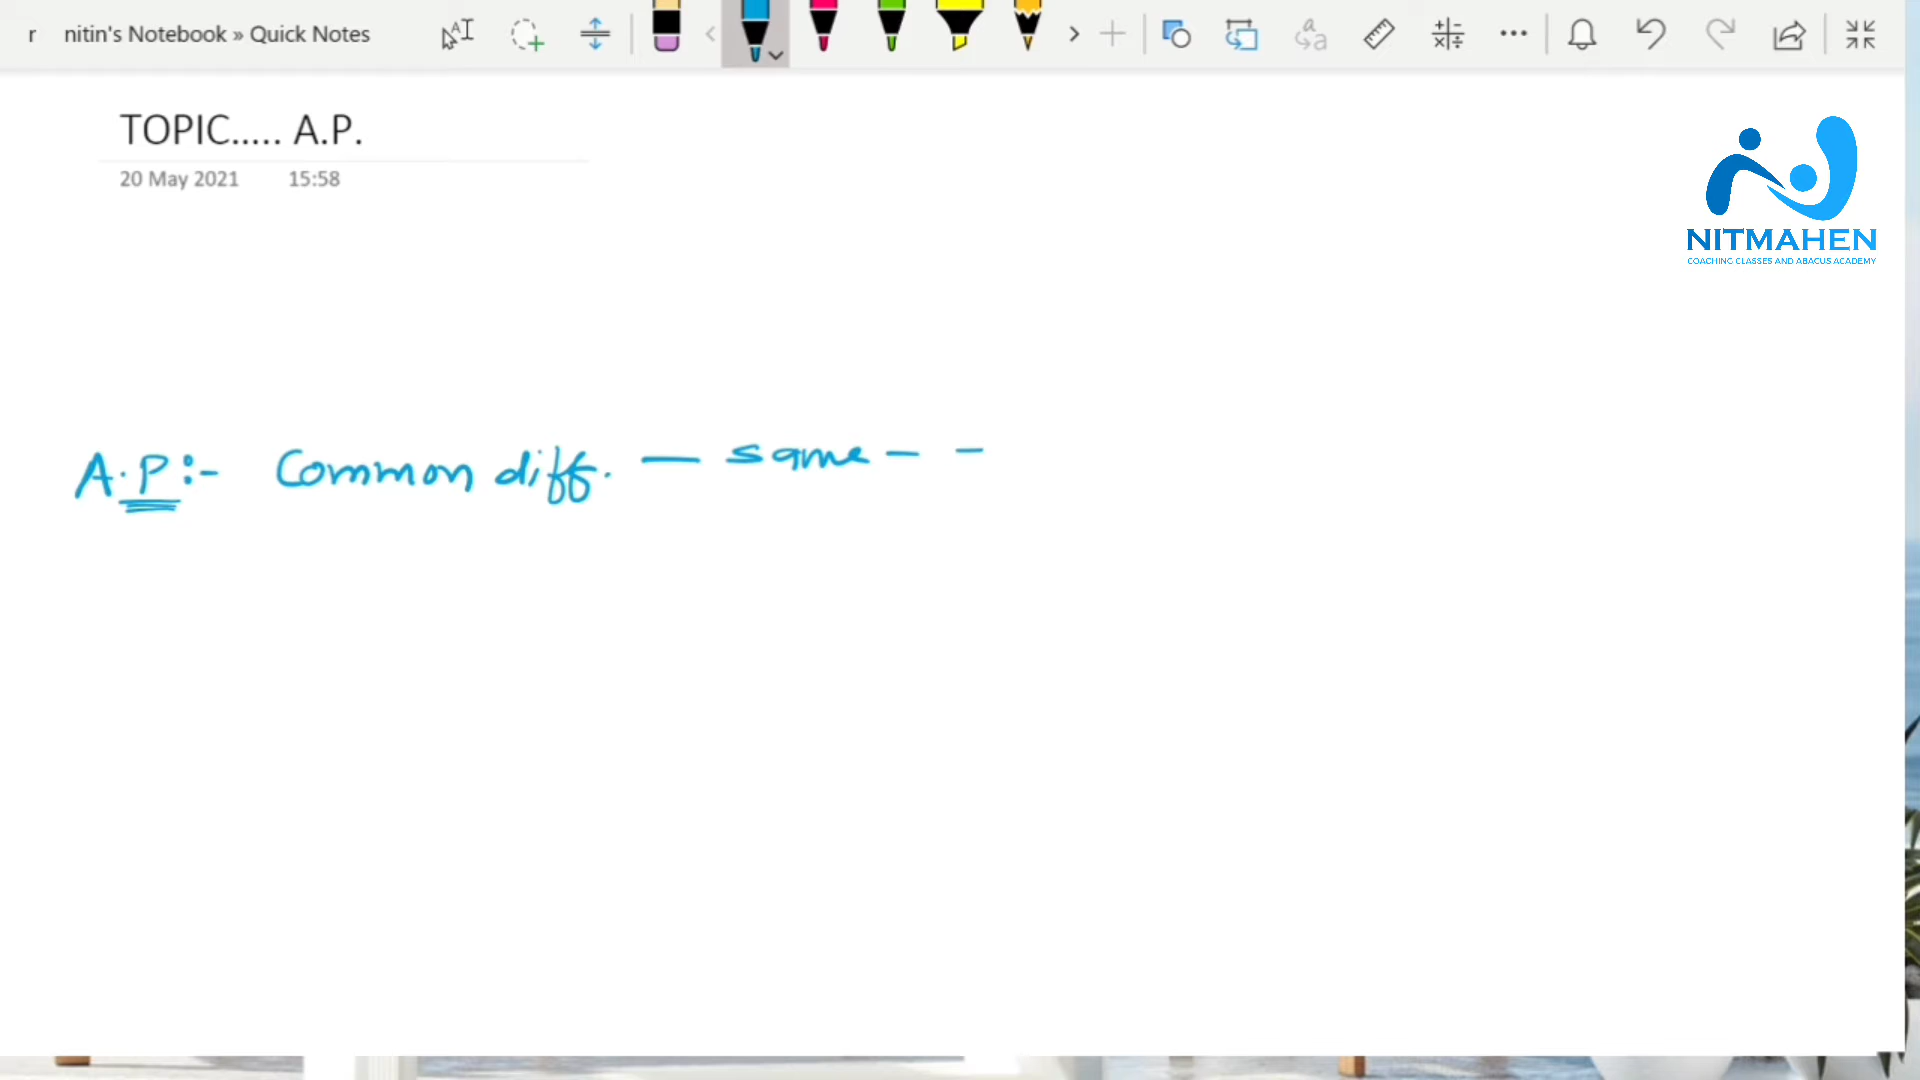 r nitin's Notebook » Quick Notes
TOPIC..... A.P.
20 May 2021 15:58
NITMAHEN
COACHING CLASSES AND ABACUS ACADEMY
A.P:- Common diff. — same - -